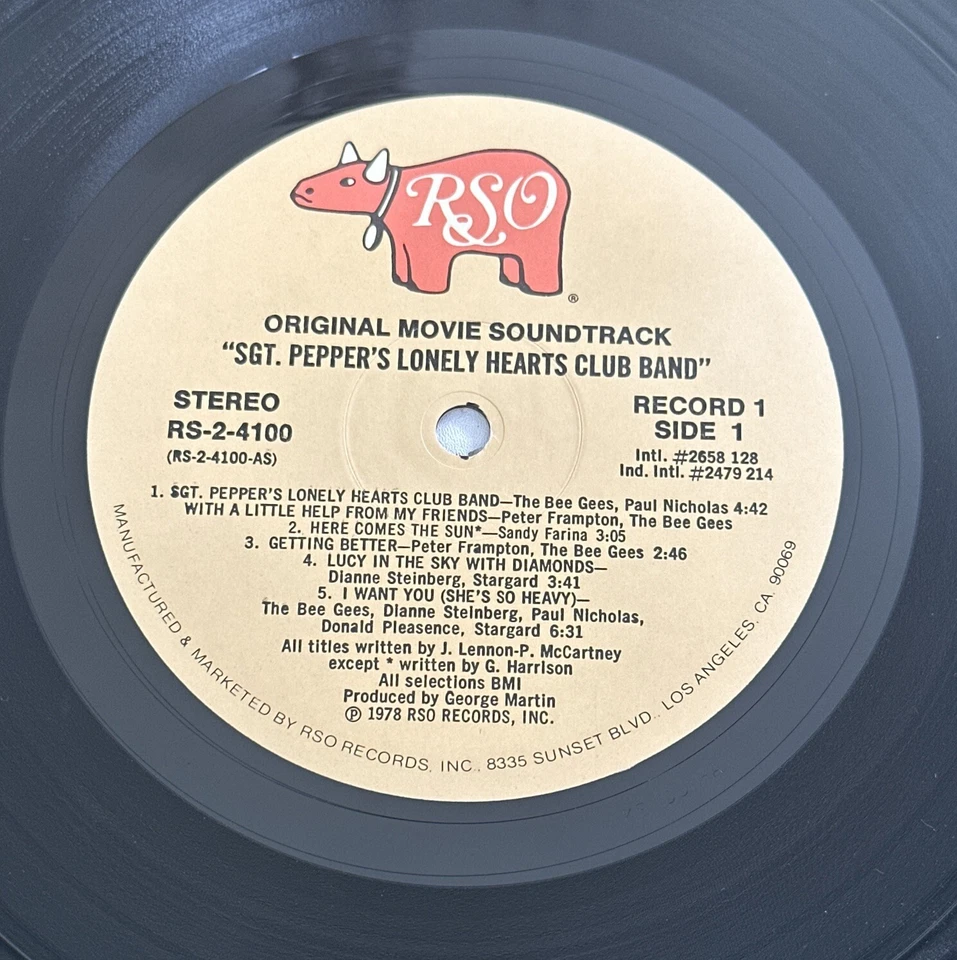 RSO
®
ORIGINAL MOVIE SOUNDTRACK
“SGT. PEPPER'S LONELY HEARTS CLUB BAND”
STEREO
RS-2-4100
(RS-2-4100-AS)
RECORD 1
SIDE 1
Intl. #2658 128
Ind. Intl. #2479 214
1. SGT. PEPPER'S LONELY HEARTS CLUB BAND—The Bee Gees, Paul Nicholas 4:42
WITH A LITTLE HELP FROM MY FRIENDS—Peter Frampton, The Bee Gees
2. HERE COMES THE SUN*—Sandy Farina 3:05
3. GETTING BETTER—Peter Frampton, The Bee Gees 2:46
4. LUCY IN THE SKY WITH DIAMONDS—
Dianne Steinberg, Stargard 3:41
5. I WANT YOU (SHE'S SO HEAVY)—
The Bee Gees, Dianne Steinberg, Paul Nicholas,
Donald Pleasence, Stargard 6:31
All titles written by J. Lennon-P. McCartney
except * written by G. Harrison
All selections BMI
Produced by George Martin
℗ 1978 RSO RECORDS, INC.
MANUFACTURED & MARKETED BY RSO RECORDS, INC., 8335 SUNSET BLVD., LOS ANGELES, CA. 90069